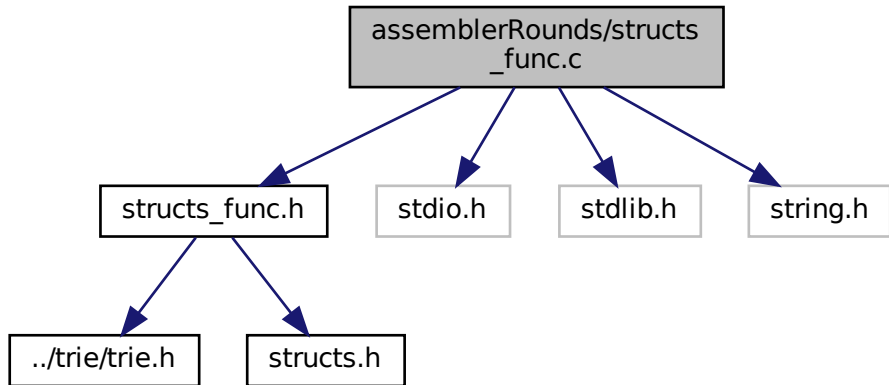 assemblerRounds/structs
_func.c
structs_func.h
stdio.h
stdlib.h
string.h
../trie/trie.h
structs.h